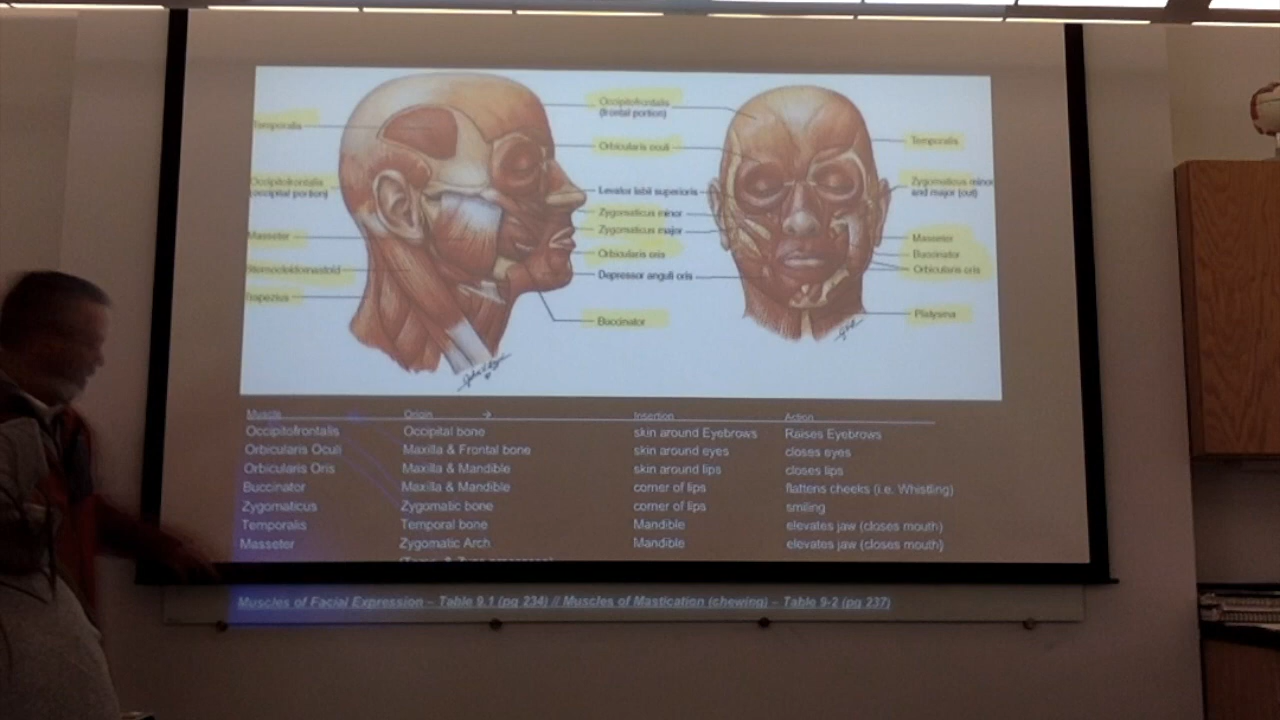 Temporalis
Occipitofrontalis
(occipital portion)
Masseter
Sternocleidomastoid
Trapezius
Occipitofrontalis
(frontal portion)
Orbicularis oculi
Levator labii superioris
Zygomaticus minor
Zygomaticus major
Orbicularis oris
Depressor anguli oris
Buccinator
Temporalis
Zygomaticus minor
and major (cut)
Masseter
Buccinator
Orbicularis oris
Platysma
Muscle Origin → Insertion Action
Occipitofrontalis Occipital bone skin around Eyebrows Raises Eyebrows
Orbicularis Oculi Maxilla & Frontal bone skin around eyes closes eyes
Orbicularis Oris Maxilla & Mandible skin around lips closes lips
Buccinator Maxilla & Mandible corner of lips flattens cheeks (i.e. Whistling)
Zygomaticus Zygomatic bone corner of lips smiling
Temporalis Temporal bone Mandible elevates jaw (closes mouth)
Masseter Zygomatic Arch Mandible elevates jaw (closes mouth)
Muscles of Facial Expression – Table 9.1 (pg 234) // Muscles of Mastication (chewing) – Table 9-2 (pg 237)